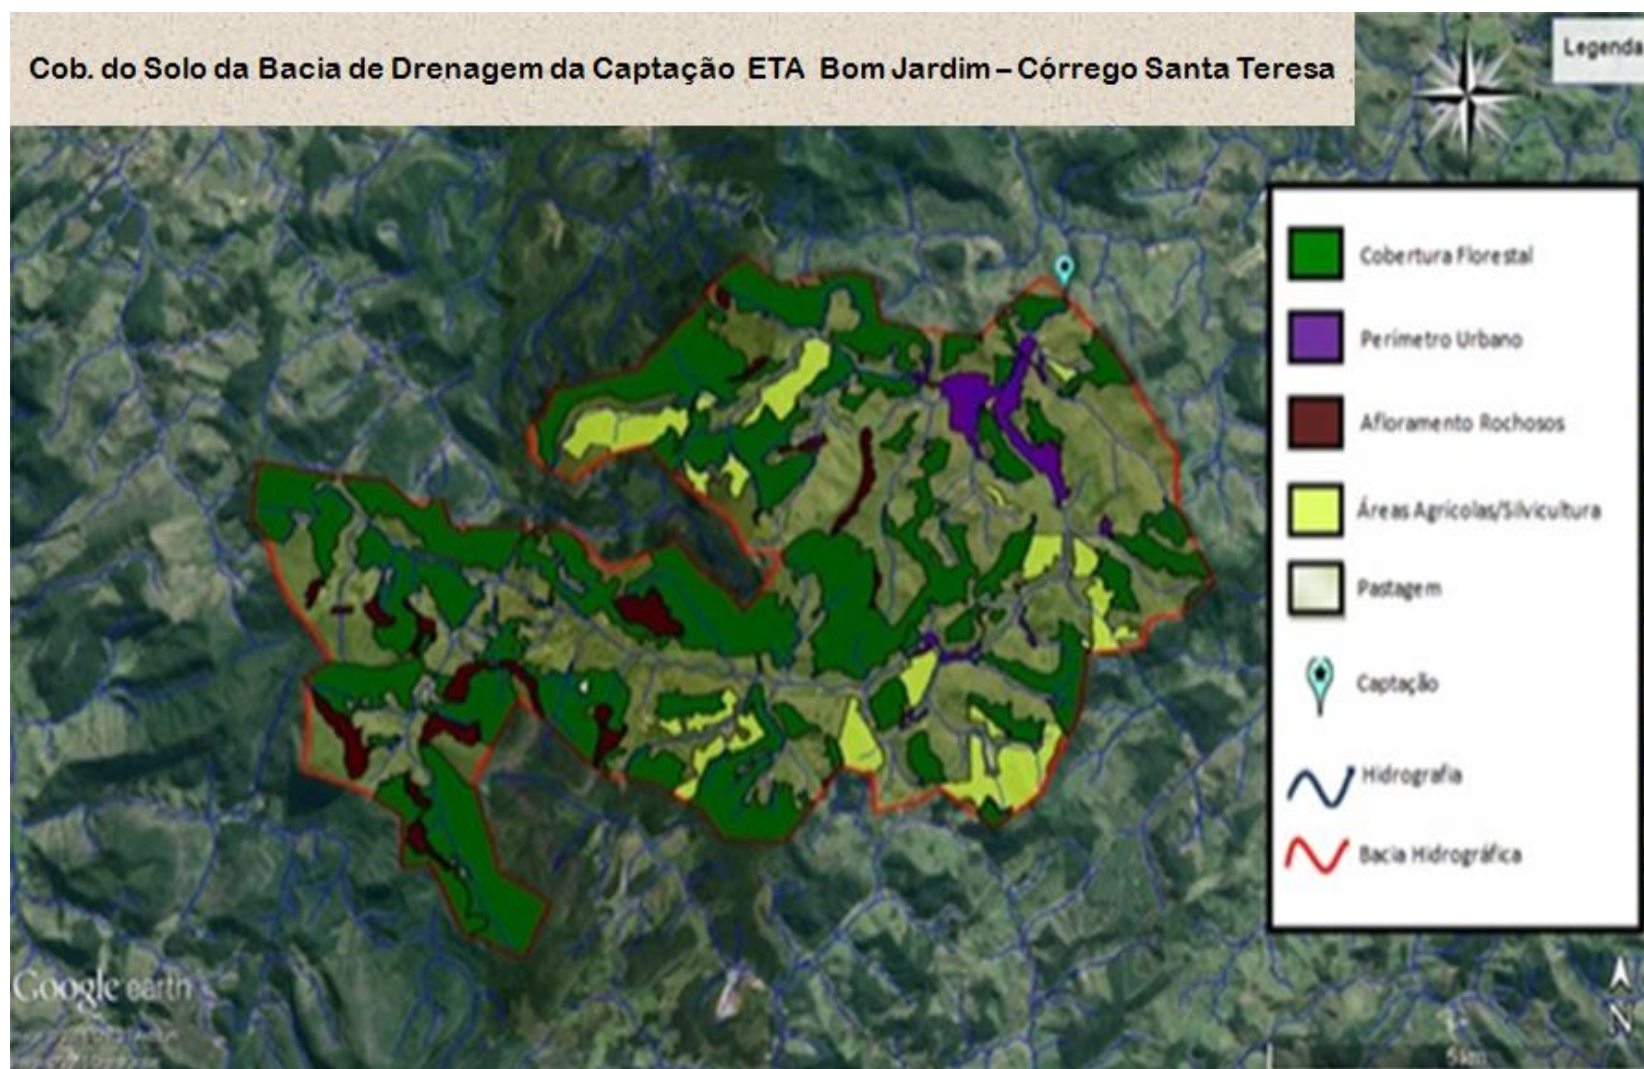 Cob. do Solo da Bacia de Drenagem da Captação ETA Bom Jardim – Córrego Santa Teresa
Legenda
Cobertura Florestal
Perímetro Urbano
Afloramento Rochosos
Áreas Agrícolas/Silvicultura
Pastagem
Captação
Hidrografia
Bacia Hidrográfica
Google earth
N